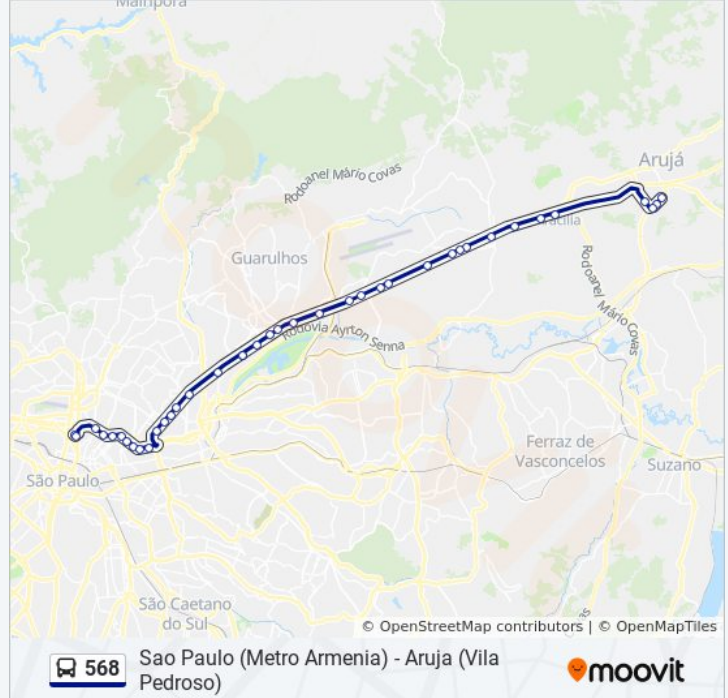 Mairiporã
Arujá
Rodoanel Mário Covas
Guarulhos
Rodoanel Mário Covas
Rodovia Ayrton Senna
Ferraz de
Vasconcelos
Suzano
São Paulo
São Caetano
do Sul
© OpenStreetMap contributors | © OpenMapTiles
568
Sao Paulo (Metro Armenia) - Aruja (Vila
Pedroso)
moovit